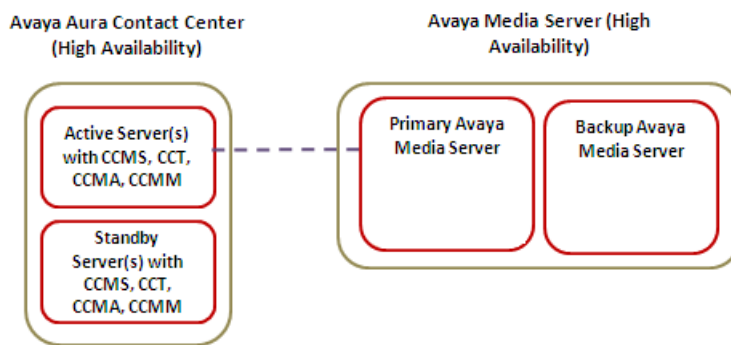 Avaya Aura Contact Center
(High Availability)
Avaya Media Server (High
Availability)
Active Server(s)
with CCMS, CCT,
CCMA, CCMM
Primary Avaya
Media Server
Backup Avaya
Media Server
Standby
Server(s) with
CCMS, CCT,
CCMA, CCMM